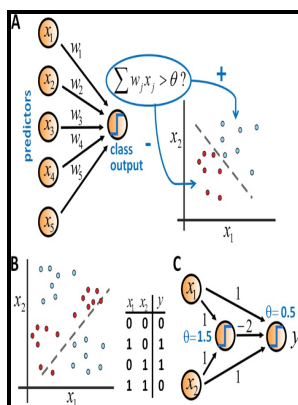 A
x1
x2
x3
x4
x5
predictors
w1
w2
w3
w4
w5
class
output
∑ wj xj > θ ?
+
-
x2
x1
B
x2
x1
x1 x2 y
0 0 0
1 0 1
0 1 1
1 1 0
C
x1
x2
1
1
1
1
-2
θ = 1.5
θ = 0.5
y